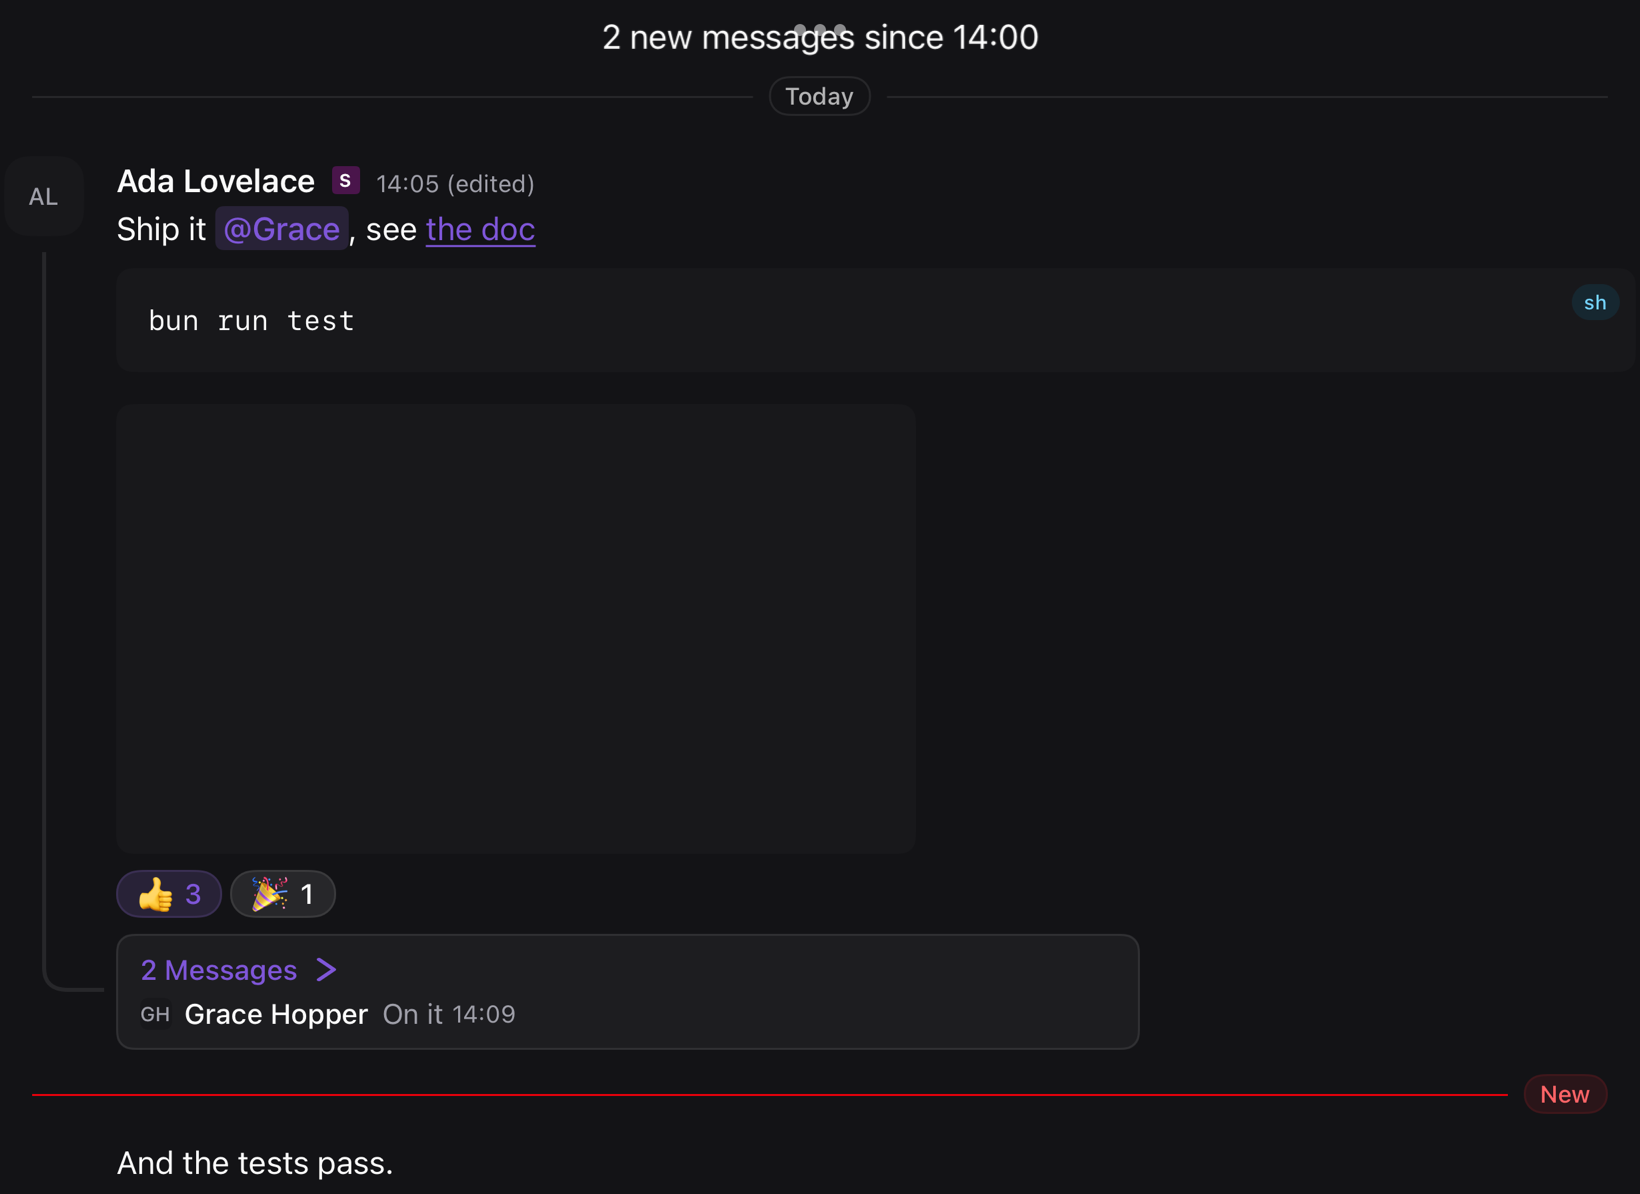 2 new messages since 14:00
Today
AL
Ada Lovelace S 14:05 (edited)
Ship it @Grace, see the doc
sh
bun run test
👍 3 🎉 1
2 Messages >
GH Grace Hopper On it 14:09
New
And the tests pass.